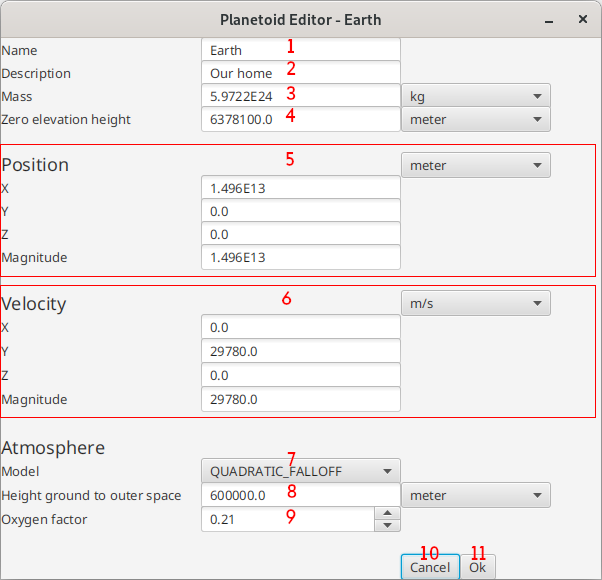 Planetoid Editor - Earth
Name Earth 1
Description Our home 2
Mass 5.9722E24 3 kg
Zero elevation height 6378100.0 4 meter
Position 5 meter
X 1.496E13
Y 0.0
Z 0.0
Magnitude 1.496E13
Velocity 6 m/s
X 0.0
Y 29780.0
Z 0.0
Magnitude 29780.0
Atmosphere
Model QUADRATIC_FALLOFF 7
Height ground to outer space 600000.0 8 meter
Oxygen factor 0.21 9
10 11
Cancel Ok